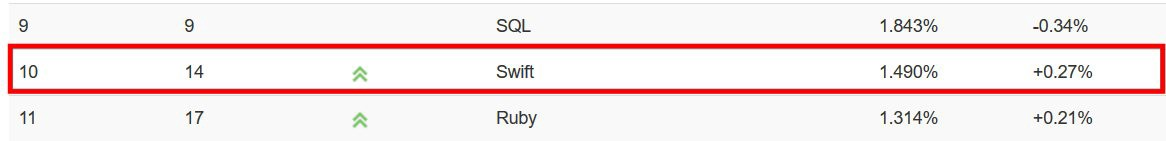 9 9 SQL 1.843% -0.34%
10 14 Swift 1.490% +0.27%
11 17 Ruby 1.314% +0.21%